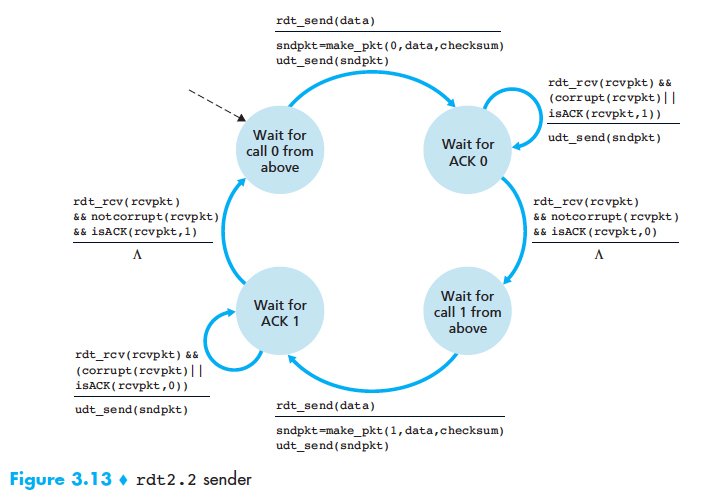 rdt_send(data)
sndpkt=make_pkt(0,data,checksum)
udt_send(sndpkt)
rdt_rcv(rcvpkt) &&
(corrupt(rcvpkt)||
isACK(rcvpkt,1))
udt_send(sndpkt)
Wait for
call 0 from
above
Wait for
ACK 0
rdt_rcv(rcvpkt)
&& notcorrupt(rcvpkt)
&& isACK(rcvpkt,1)
Λ
rdt_rcv(rcvpkt)
&& notcorrupt(rcvpkt)
&& isACK(rcvpkt,0)
Λ
Wait for
ACK 1
Wait for
call 1 from
above
rdt_rcv(rcvpkt) &&
(corrupt(rcvpkt)||
isACK(rcvpkt,0))
udt_send(sndpkt)
rdt_send(data)
sndpkt=make_pkt(1,data,checksum)
udt_send(sndpkt)
Figure 3.13 ♦ rdt2.2 sender